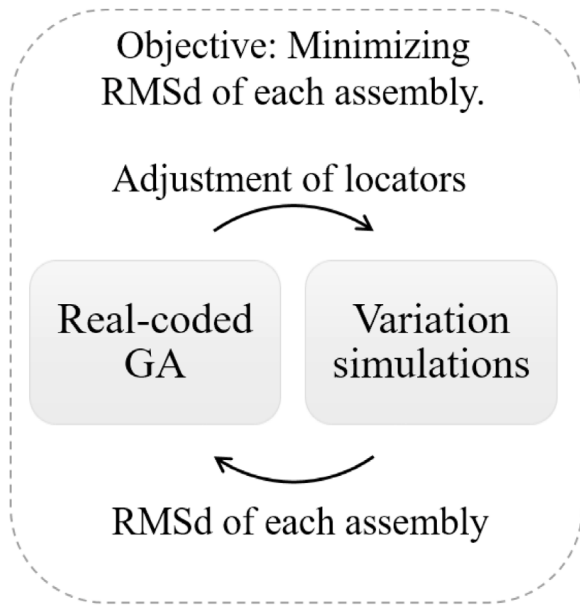 Objective: Minimizing
RMSd of each assembly.
Adjustment of locators
Real-coded
GA
Variation
simulations
RMSd of each assembly